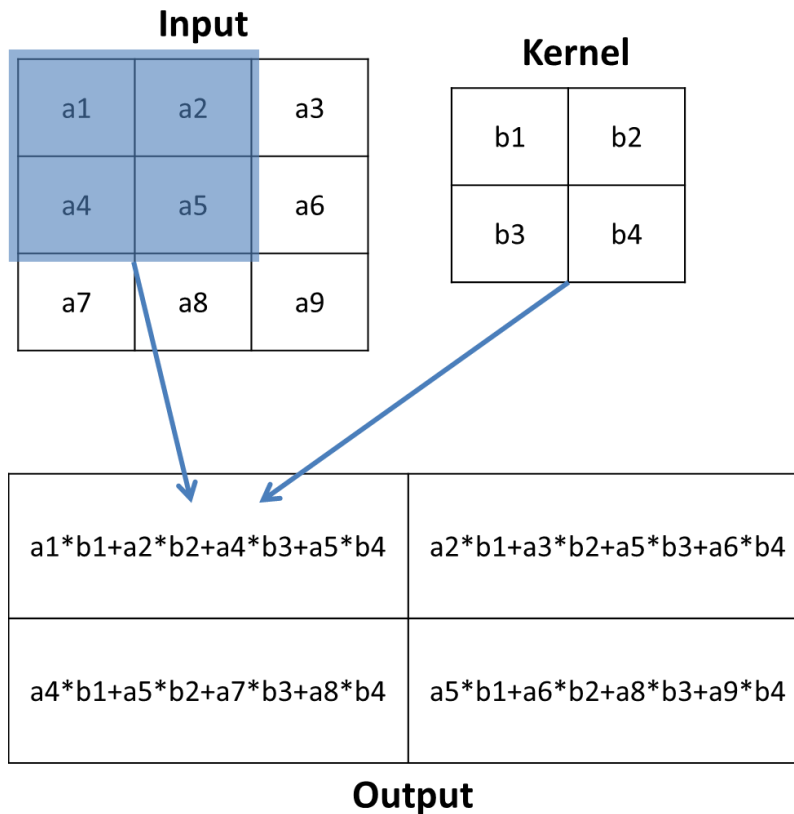 Input
Kernel
a1 a2 a3
a4 a5 a6
a7 a8 a9
b1 b2
b3 b4
a1*b1+a2*b2+a4*b3+a5*b4 a2*b1+a3*b2+a5*b3+a6*b4
a4*b1+a5*b2+a7*b3+a8*b4 a5*b1+a6*b2+a8*b3+a9*b4
Output